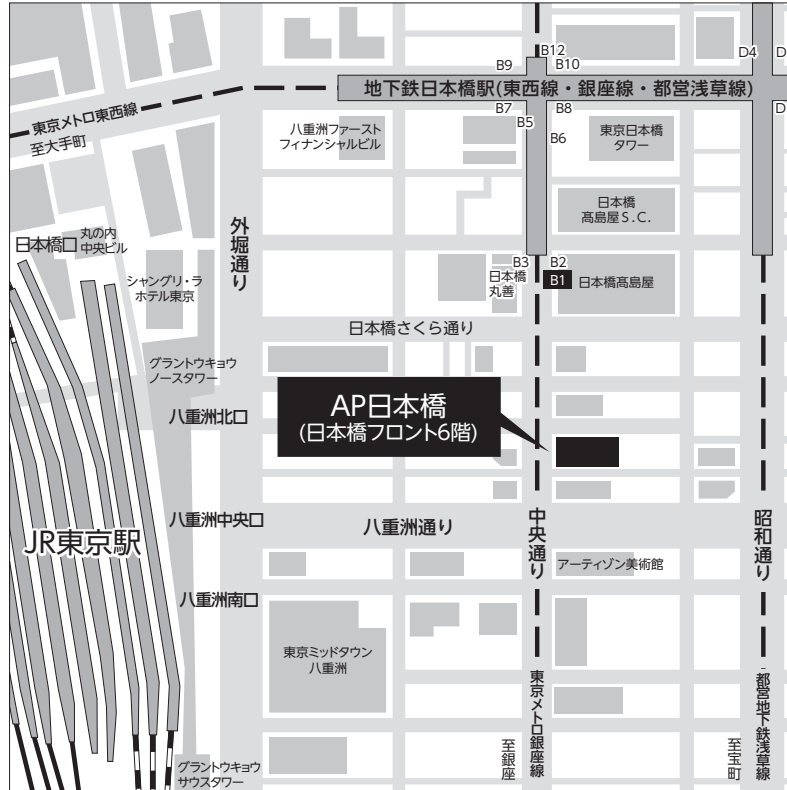 B12
B9
B10
D4
D
地下鉄日本橋駅(東西線・銀座線・都営浅草線)
東京メトロ東西線
至大手町
B7
B8
D
B5
B6
八重洲ファースト
フィナンシャルビル
東京日本橋
タワー
日本橋
髙島屋S.C.
外堀通り
日本橋口
丸の内
中央ビル
シャングリ・ラ
ホテル東京
B3
B2
日本橋
丸善
B1
日本橋髙島屋
日本橋さくら通り
グラントウキョウ
ノースタワー
AP日本橋
(日本橋フロント6階)
八重洲北口
八重洲中央口
八重洲通り
中央通り
昭和通り
JR東京駅
アーティゾン美術館
八重洲南口
東京ミッドタウン
八重洲
東京メトロ銀座線
至銀座
都営地下鉄浅草線
至宝町
グラントウキョウ
サウスタワー